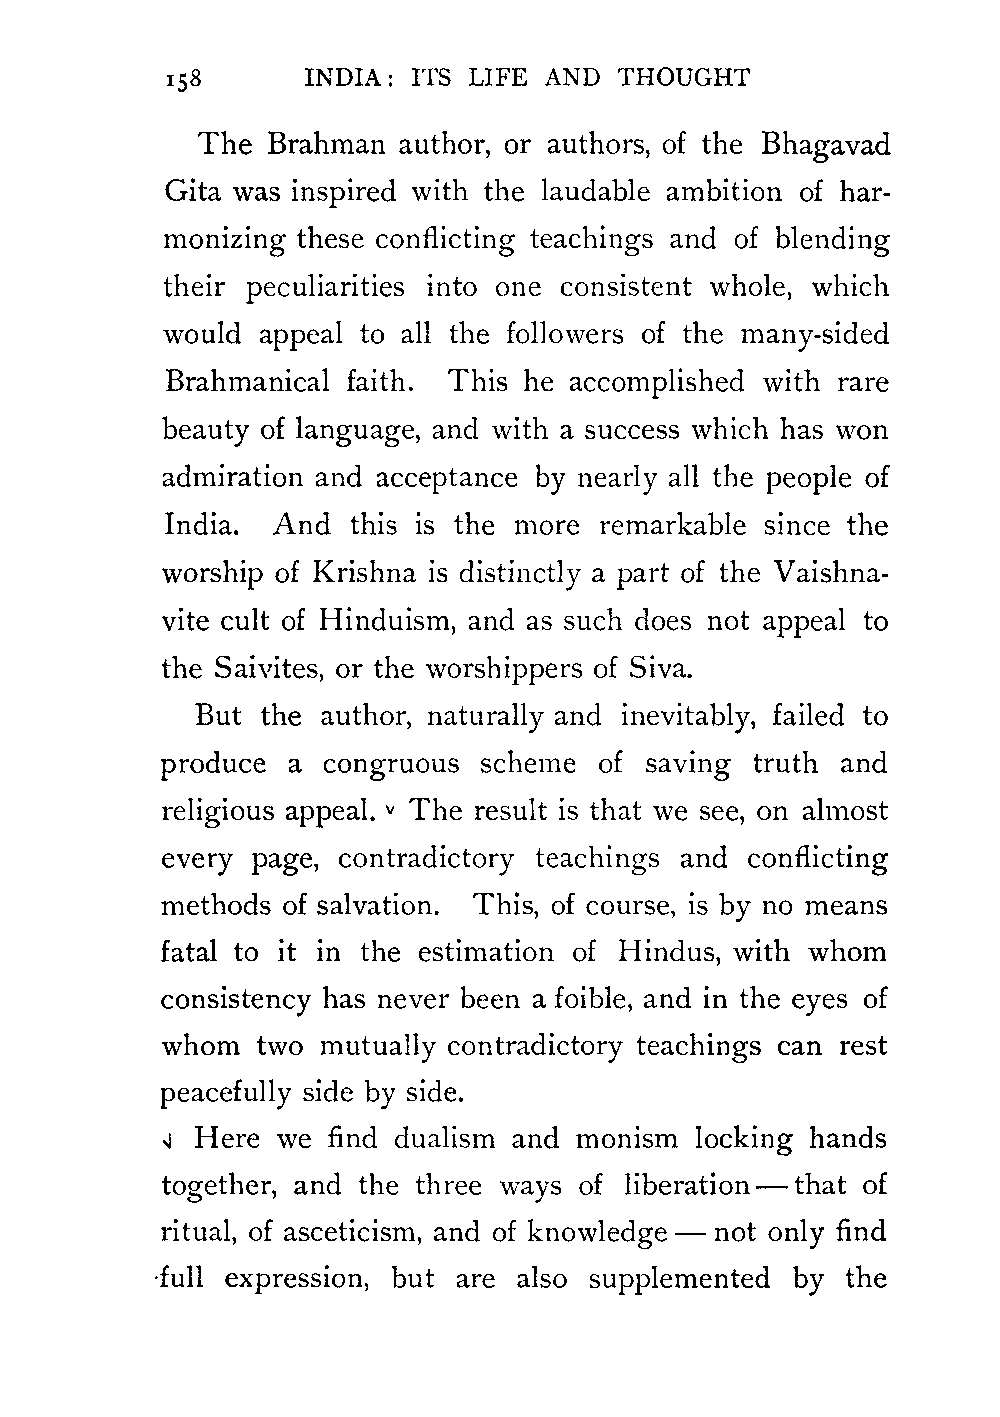 158 INDIA: ITS LIFE AND THOUGHT
The Brahman author, or authors, of the Bhagavad
Gita was inspired with the laudable ambition of har-
monizing these conflicting teachings and of blending
their peculiarities into one consistent whole, which
would appeal to all the followers of the many-sided
Brahmanical faith. This he accomplished with rare
beauty of language, and with a success which has won
admiration and acceptance by nearly all the people of
India. And this is the more remarkable since the
worship of Krishna is distinctly a part of the Vaishna-
vite cult of Hinduism, and as such does not appeal to
the Saivites, or the worshippers of Siva.
But the author, naturally and inevitably, failed to
produce a congruous scheme of saving truth and
religious appeal. The result is that we see, on almost
every page, contradictory teachings and conflicting
methods of salvation. This, of course, is by no means
fatal to it in the estimation of Hindus, with whom
consistency has never been a foible, and in the eyes of
whom two mutually contradictory teachings can rest
peacefully side by side.
Here we find dualism and monism locking hands
together, and the three ways of liberation — that of
ritual, of asceticism, and of knowledge — not only find
full expression, but are also supplemented by the